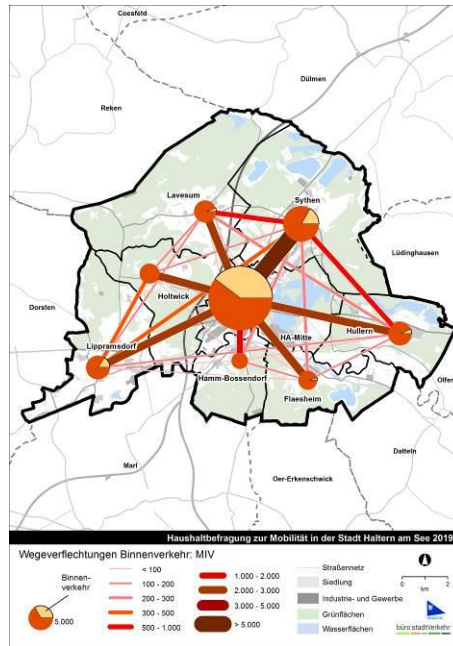 Coesfeld
Dülmen
Reken
Lavesum
Sythen
Lüdinghausen
Dorsten
Holtwick
HA-Mitte
Hullern
Lippramsdorf
Hamm-Bossendorf
Flaesheim
Olfen
Marl
Datteln
Oer-Erkenschwick
Haushaltbefragung zur Mobilität in der Stadt Haltern am See 2019
Wegeverflechtungen Binnenverkehr: MIV
Binnen-
verkehr
5.000
< 100
100 - 200
200 - 300
300 - 500
500 - 1.000
1.000 - 2.000
2.000 - 3.000
3.000 - 5.000
> 5.000
Straßennetz
Siedlung
Industrie- und Gewerbe
Grünflächen
Wasserflächen
0 2
km
büro stadtVerkehr